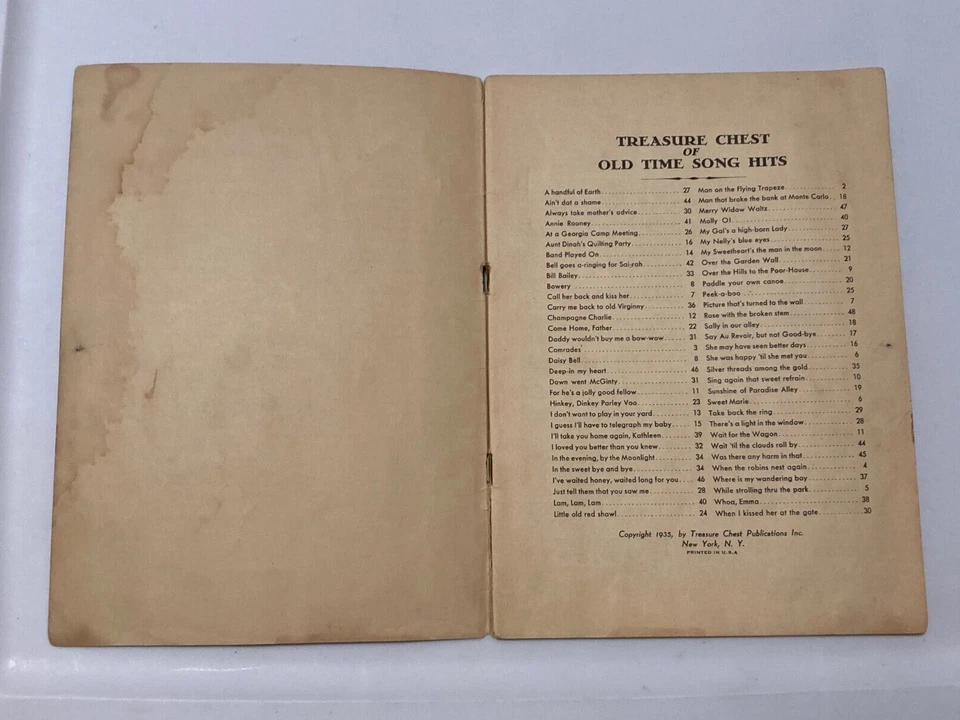 TREASURE CHEST
OF
OLD TIME SONG HITS
A handful of Earth 27
Ain't dat a shame 44
Always take mother's advice 30
Annie Rooney 41
At a Georgia Camp Meeting 26
Aunt Dinah's Quilting Party 16
Band Played On 14
Bell goes a-ringing for Sai-rah 42
Bill Bailey 33
Bowery 8
Call her back and kiss her 7
Carry me back to old Virginny 36
Champagne Charlie 12
Come Home, Father 22
Daddy wouldn't buy me a bow-wow 31
Comrades 3
Daisy Bell 8
Deep-in my heart 46
Down went McGinty 31
For he's a jolly good fellow 11
Hinkey, Dinkey Parley Voo 23
I don't want to play in your yard 13
I guess I'll have to telegraph my baby 15
I'll take you home again, Kathleen 39
I loved you better than you knew 32
In the evening, by the Moonlight 34
In the sweet bye and bye 34
I've waited honey, waited long for you 46
Just tell them that you saw me 28
Lam, Lam, Lam 40
Little old red shawl 24
Man on the Flying Trapeze 2
Man that broke the bank at Monte Carlo 18
Merry Widow Waltz 47
Molly O! 40
My Gal's a high-born Lady 27
My Nelly's blue eyes 25
My Sweetheart's the man in the moon 12
Over the Garden Wall 21
Over the Hills to the Poor-House 9
Paddle your own canoe 20
Peek-a-boo 25
Picture that's turned to the wall 7
Rose with the broken stem 48
Sally in our alley 18
Say Au Revoir, but not Good-bye 17
She may have seen better days 16
She was happy 'til she met you 6
Silver threads among the gold 35
Sing again that sweet refrain 10
Sunshine of Paradise Alley 19
Sweet Marie 6
Take back the ring 29
There's a light in the window 28
Wait for the Wagon 11
Wait 'til the clouds roll by 44
Was there any harm in that 45
When the robins nest again 4
Where is my wandering boy 37
While strolling thru the park 5
Whoa, Emma 38
When I kissed her at the gate 30
Copyright 1935, by Treasure Chest Publications Inc.
New York, N. Y.
PRINTED IN U.S.A